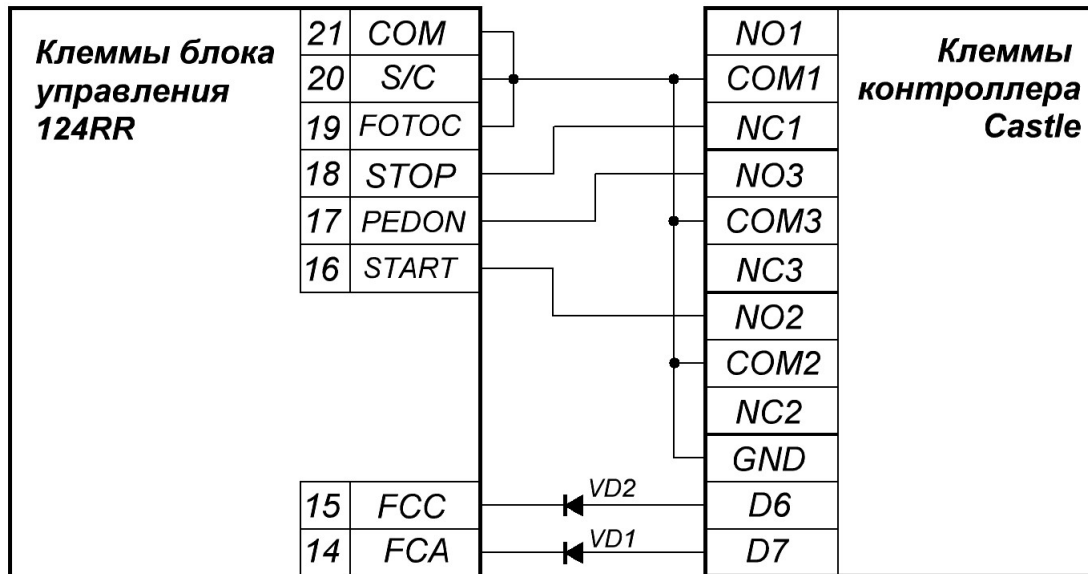 Клеммы блока
управления
124RR
21 COM
20 S/C
19 FOTOC
18 STOP
17 PEDON
16 START
15 FCC
14 FCA
VD2
VD1
NO1
COM1
NC1
NO3
COM3
NC3
NO2
COM2
NC2
GND
D6
D7
Клеммы
контроллера
Castle